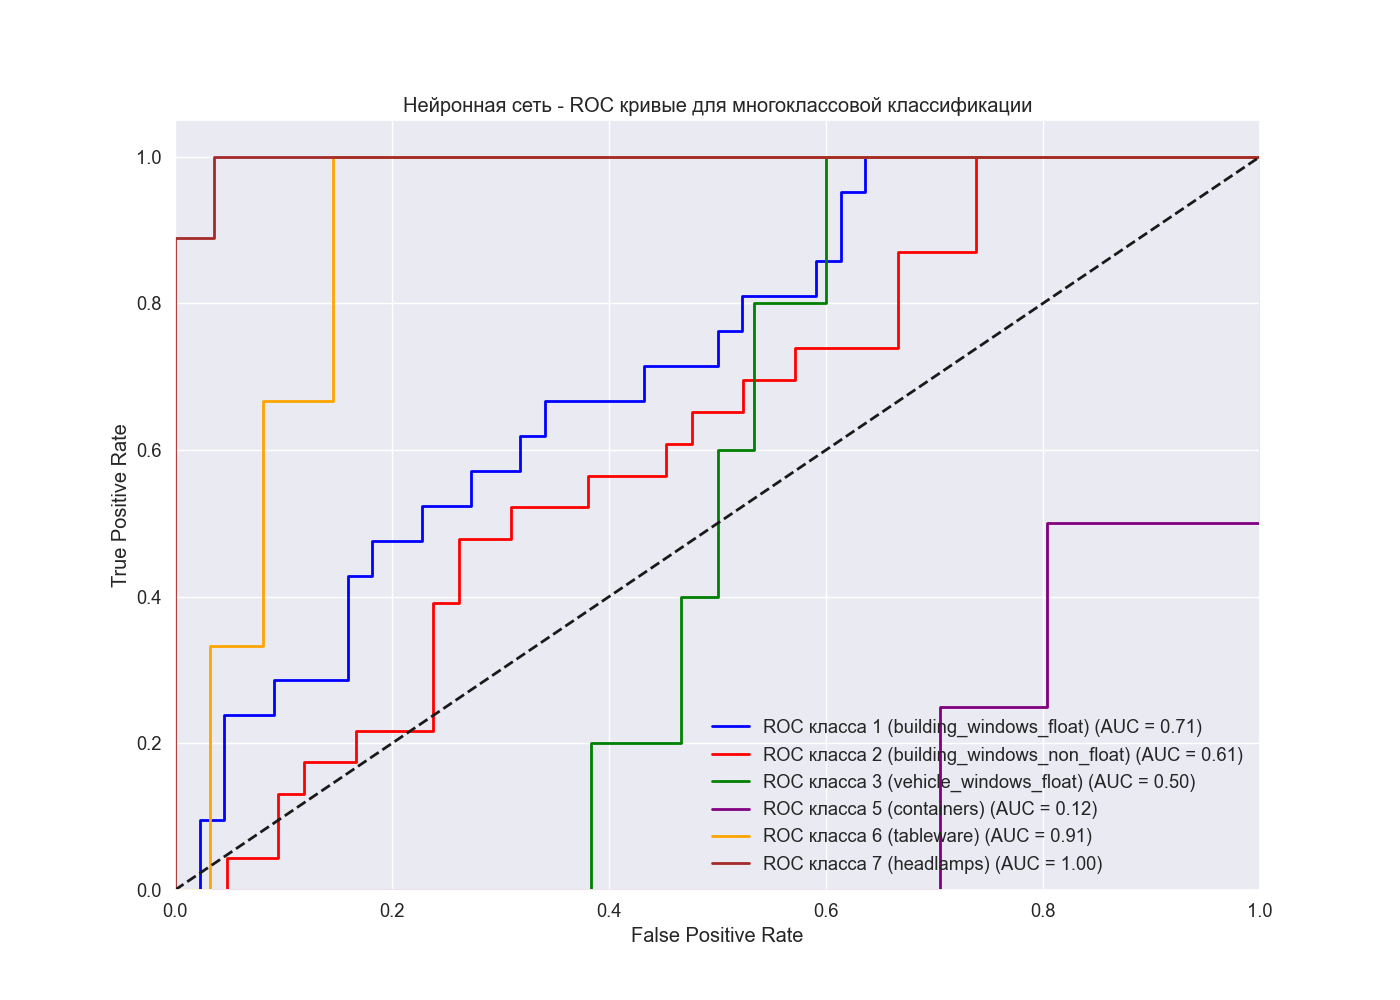 Нейронная сеть - ROC кривые для многоклассовой классификации
True Positive Rate
1.0
0.8
0.6
0.4
0.2
0.0
0.0
0.2
0.4
0.6
0.8
1.0
False Positive Rate
ROC класса 1 (building_windows_float) (AUC = 0.71)
ROC класса 2 (building_windows_non_float) (AUC = 0.61)
ROC класса 3 (vehicle_windows_float) (AUC = 0.50)
ROC класса 5 (containers) (AUC = 0.12)
ROC класса 6 (tableware) (AUC = 0.91)
ROC класса 7 (headlamps) (AUC = 1.00)